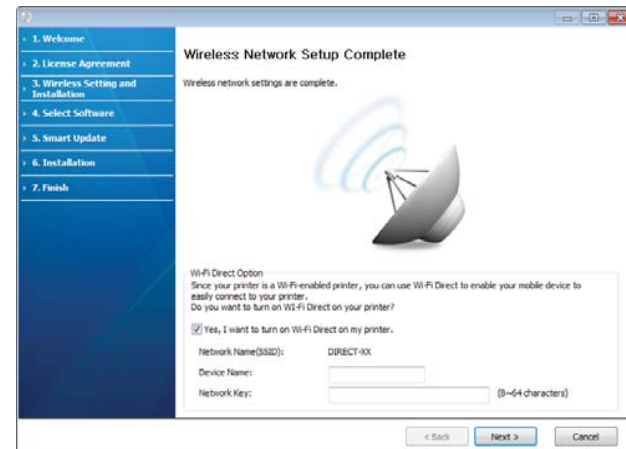 1. Welcome
2. License Agreement
3. Wireless Setting and
Installation
4. Select Software
5. Smart Update
6. Installation
7. Finish
Wireless Network Setup Complete
Wireless network settings are complete.
Wi-Fi Direct Option
Since your printer is a Wi-Fi-enabled printer, you can use Wi-Fi Direct to enable your mobile device to
easily connect to your printer.
Do you want to turn on WI-Fi Direct on your printer?
Yes, I want to turn on Wi-Fi Direct on my printer.
Network Name(SSID): DIRECT-XX
Device Name:
Network Key: (8~64 characters)
< Back Next > Cancel